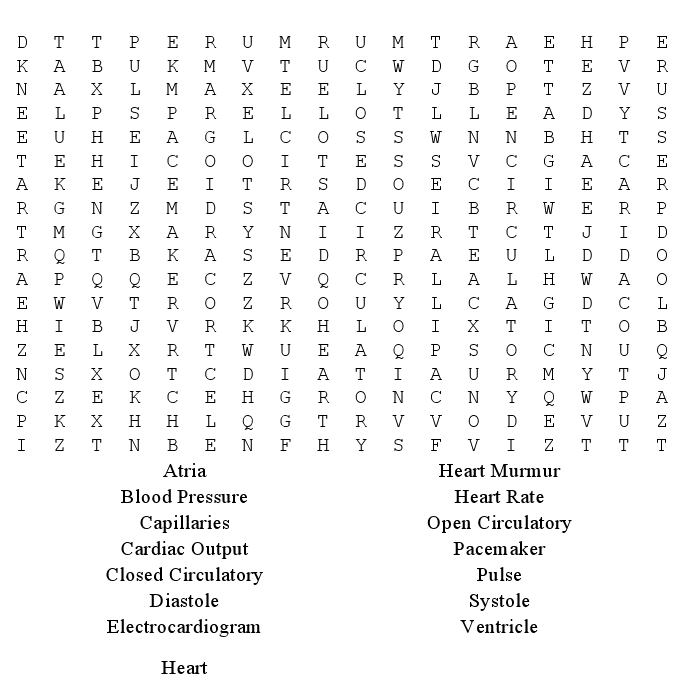 D T T P E R U M R U M T R A E H P E
K A B U K M V T U C W D G O T E V R
N A X L M A X E E L Y J B P T Z V U
E L P S P R E L L O T L L E A D Y S
E U H E A G L C O S S W N N B H T S
T E H I C O O I T E S S V C G A C E
A K E J E I T R S D O E C I I E A R
R G N Z M D S T A C U I B R W E R P
T M G X A R Y N I I Z R T C T J I D
R Q T B K A S E D R P A E U L D D O
A P Q Q E C Z V Q C R L A L H W A O
E W V T R O Z R O U Y L C A G D C L
H I B J V R K K H L O I X T I T O B
Z E L X R T W U E A Q P S O C N U Q
N S X O T C D I A T I A U R M Y T J
C Z E K C E H G R O N C N Y Q W P A
P K X H H L Q G T R V V O D E V U Z
I Z T N B E N F H Y S F V I Z T T T
Atria Heart Murmur
Blood Pressure Heart Rate
Capillaries Open Circulatory
Cardiac Output Pacemaker
Closed Circulatory Pulse
Diastole Systole
Electrocardiogram Ventricle
Heart